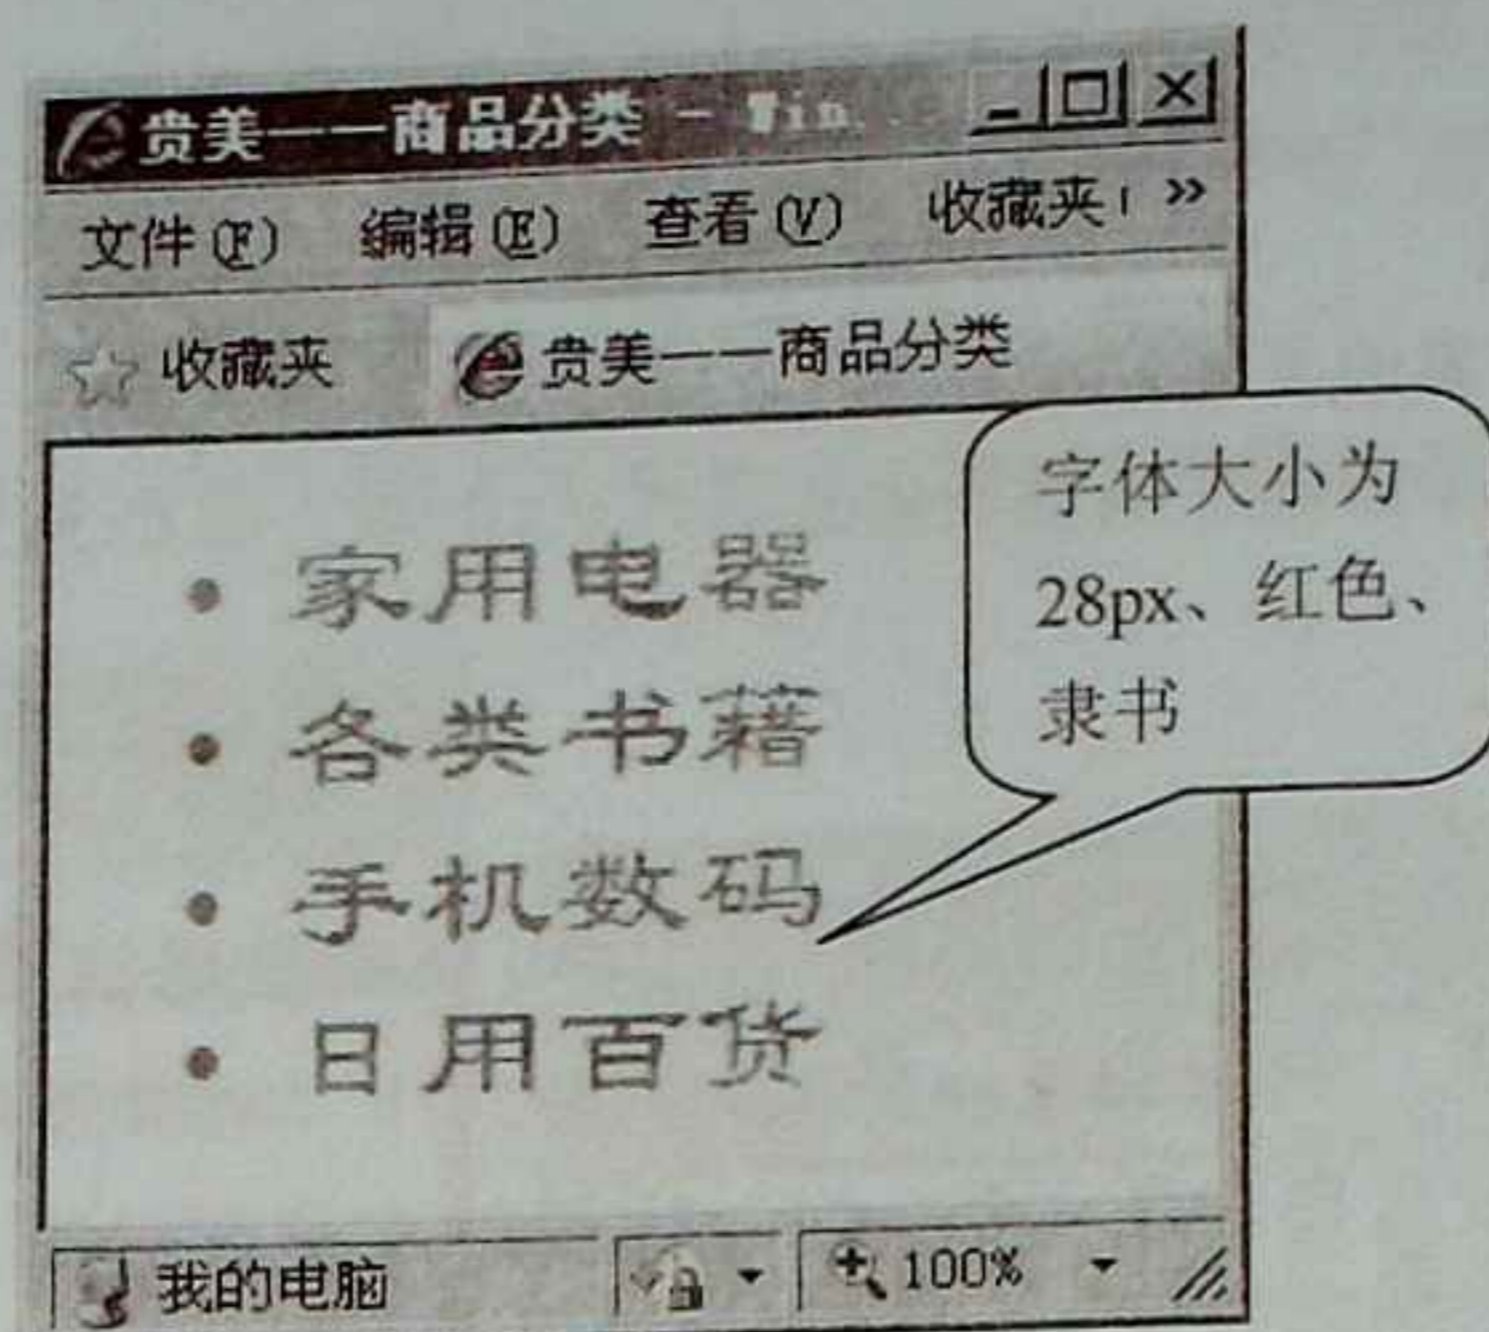 贵美——商品分类 - Win...
文件(F) 编辑(E) 查看(V) 收藏夹 »
收藏夹 贵美——商品分类
字体大小为
28px、红色、
隶书
• 家用电器
• 各类书籍
• 手机数码
• 日用百货
我的电脑 100%